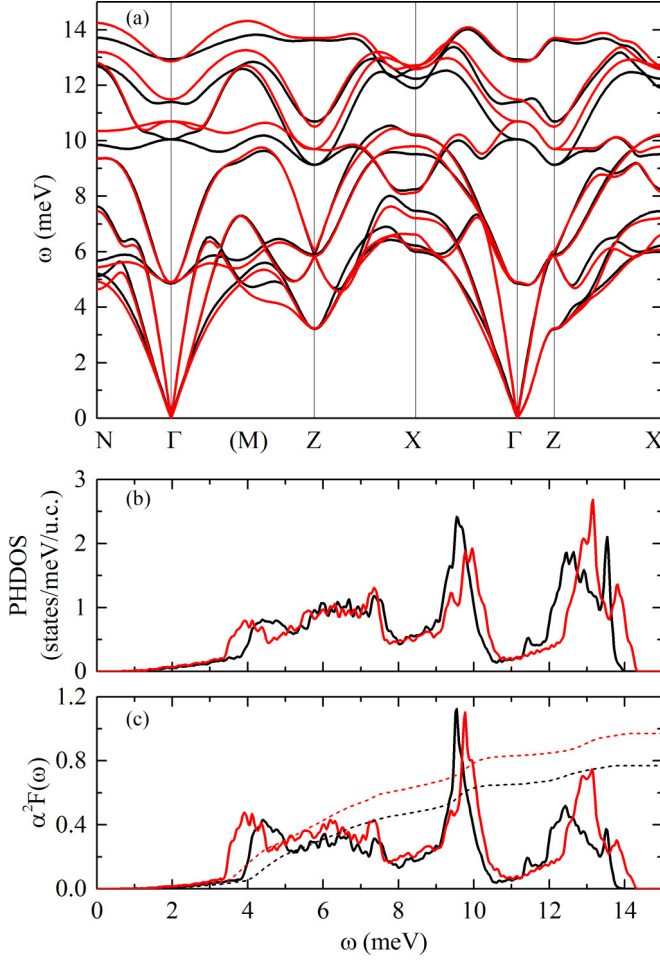 (a)
14
12
10
8
6
4
2
0
ω (meV)
N Γ (M) Z X Γ Z X
(b)
3
2
1
0
PHDOS
(states/meV/u.c.)
(c)
1.2
0.8
0.4
0.0
α²F(ω)
0 2 4 6 8 10 12 14
ω (meV)